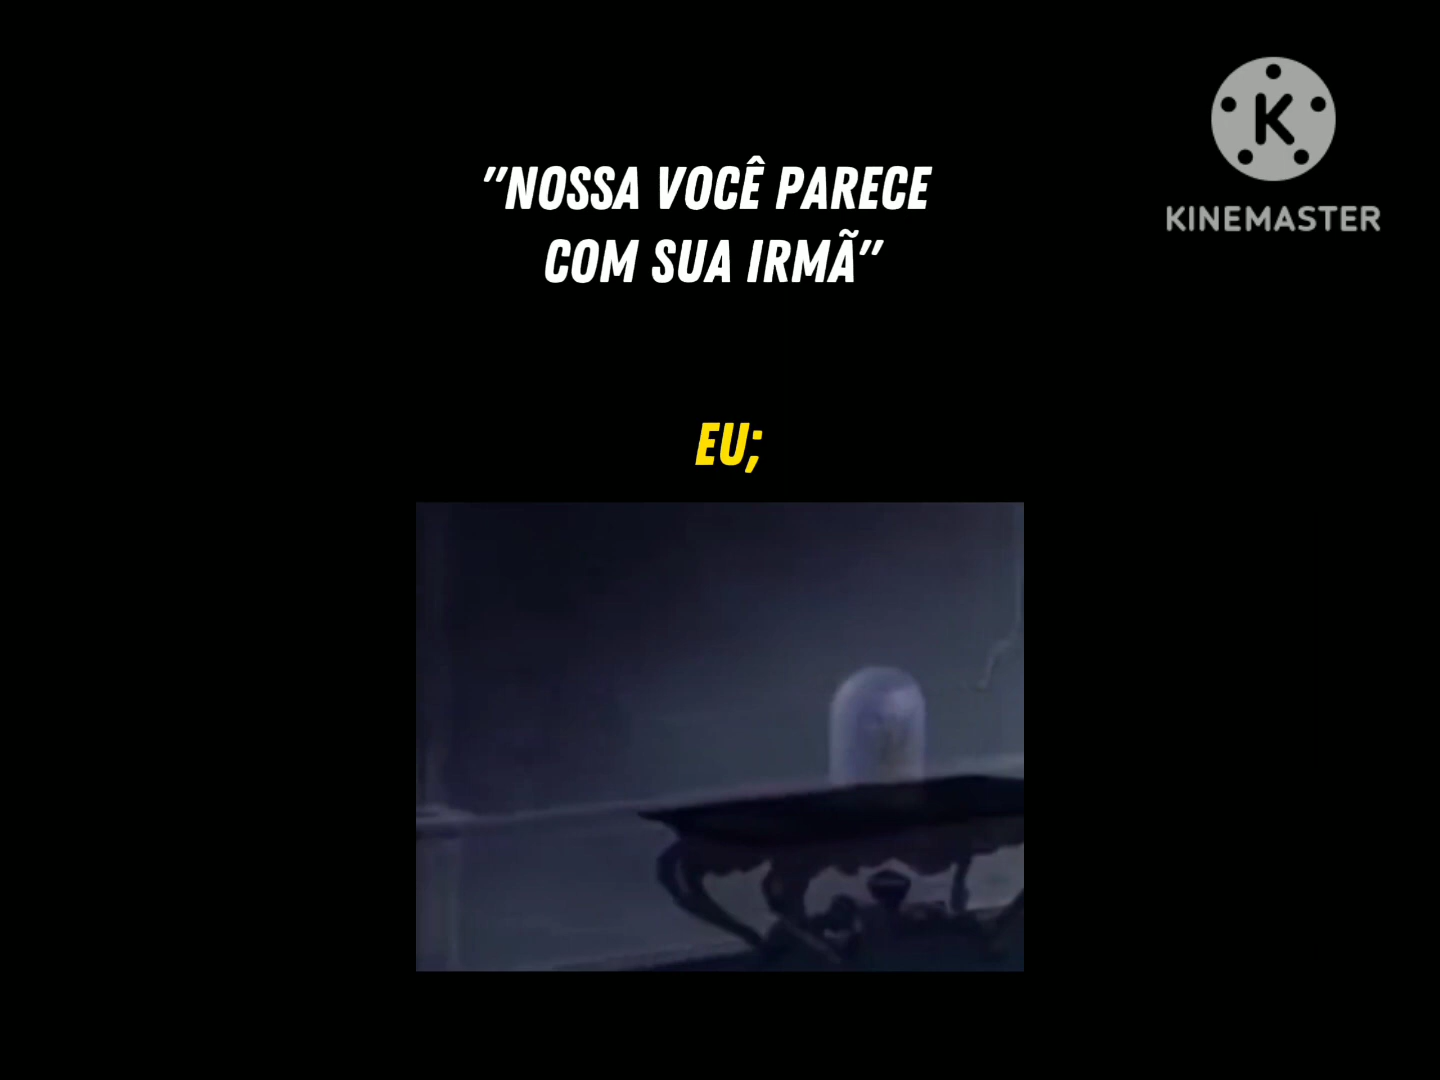 "NOSSA VOCÊ PARECE
COM SUA IRMÃ"
EU;
K
KINEMASTER